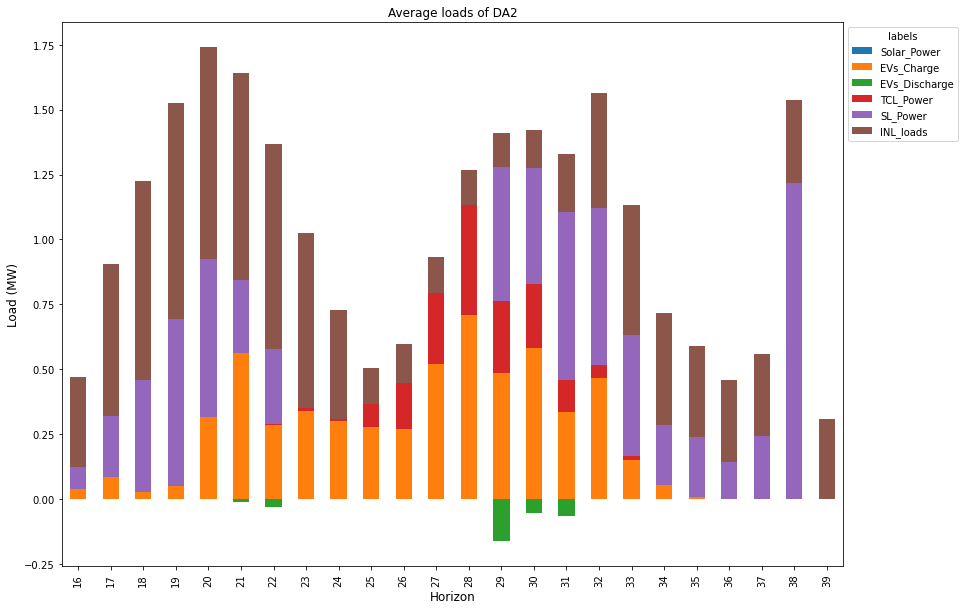 Average loads of DA2
labels
Solar_Power
EVs_Charge
EVs_Discharge
TCL_Power
SL_Power
INL_loads
Load (MW)
1.75
1.50
1.25
1.00
0.75
0.50
0.25
0.00
−0.25
16 17 18 19 20 21 22 23 24 25 26 27 28 29 30 31 32 33 34 35 36 37 38 39
Horizon